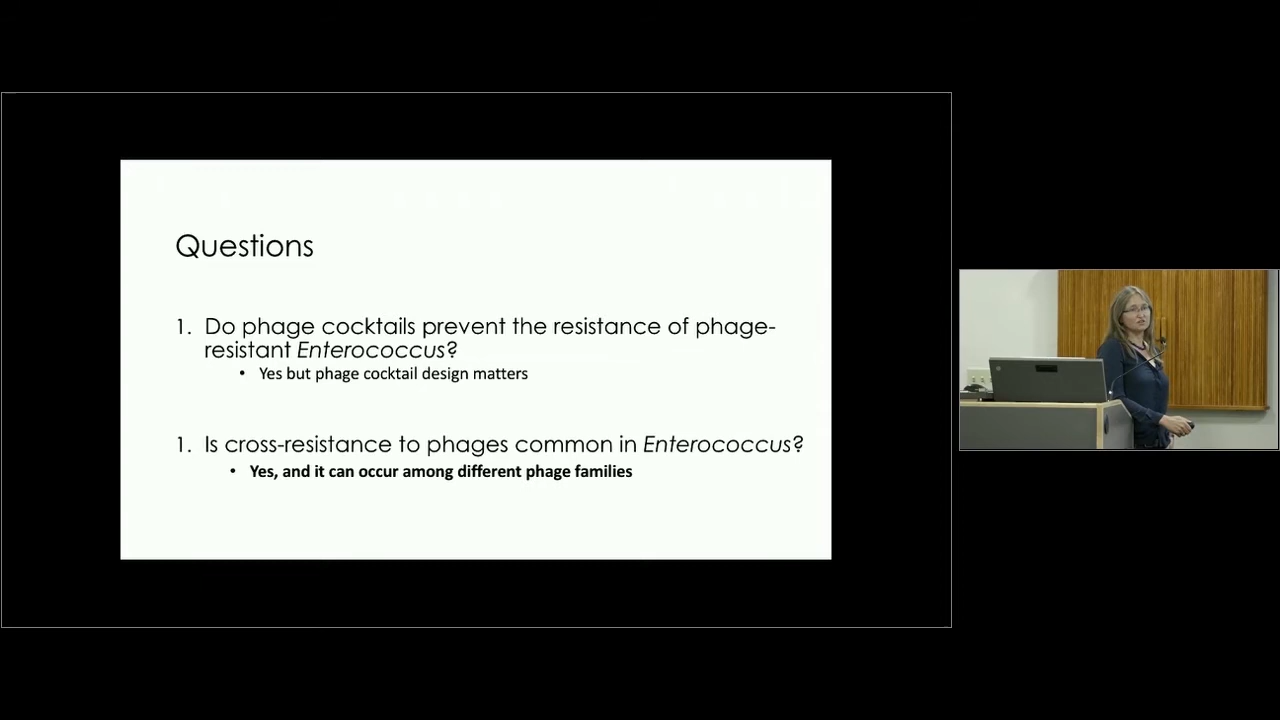 Questions
1. Do phage cocktails prevent the resistance of phage-
resistant Enterococcus?
• Yes but phage cocktail design matters
1. Is cross-resistance to phages common in Enterococcus?
• Yes, and it can occur among different phage families